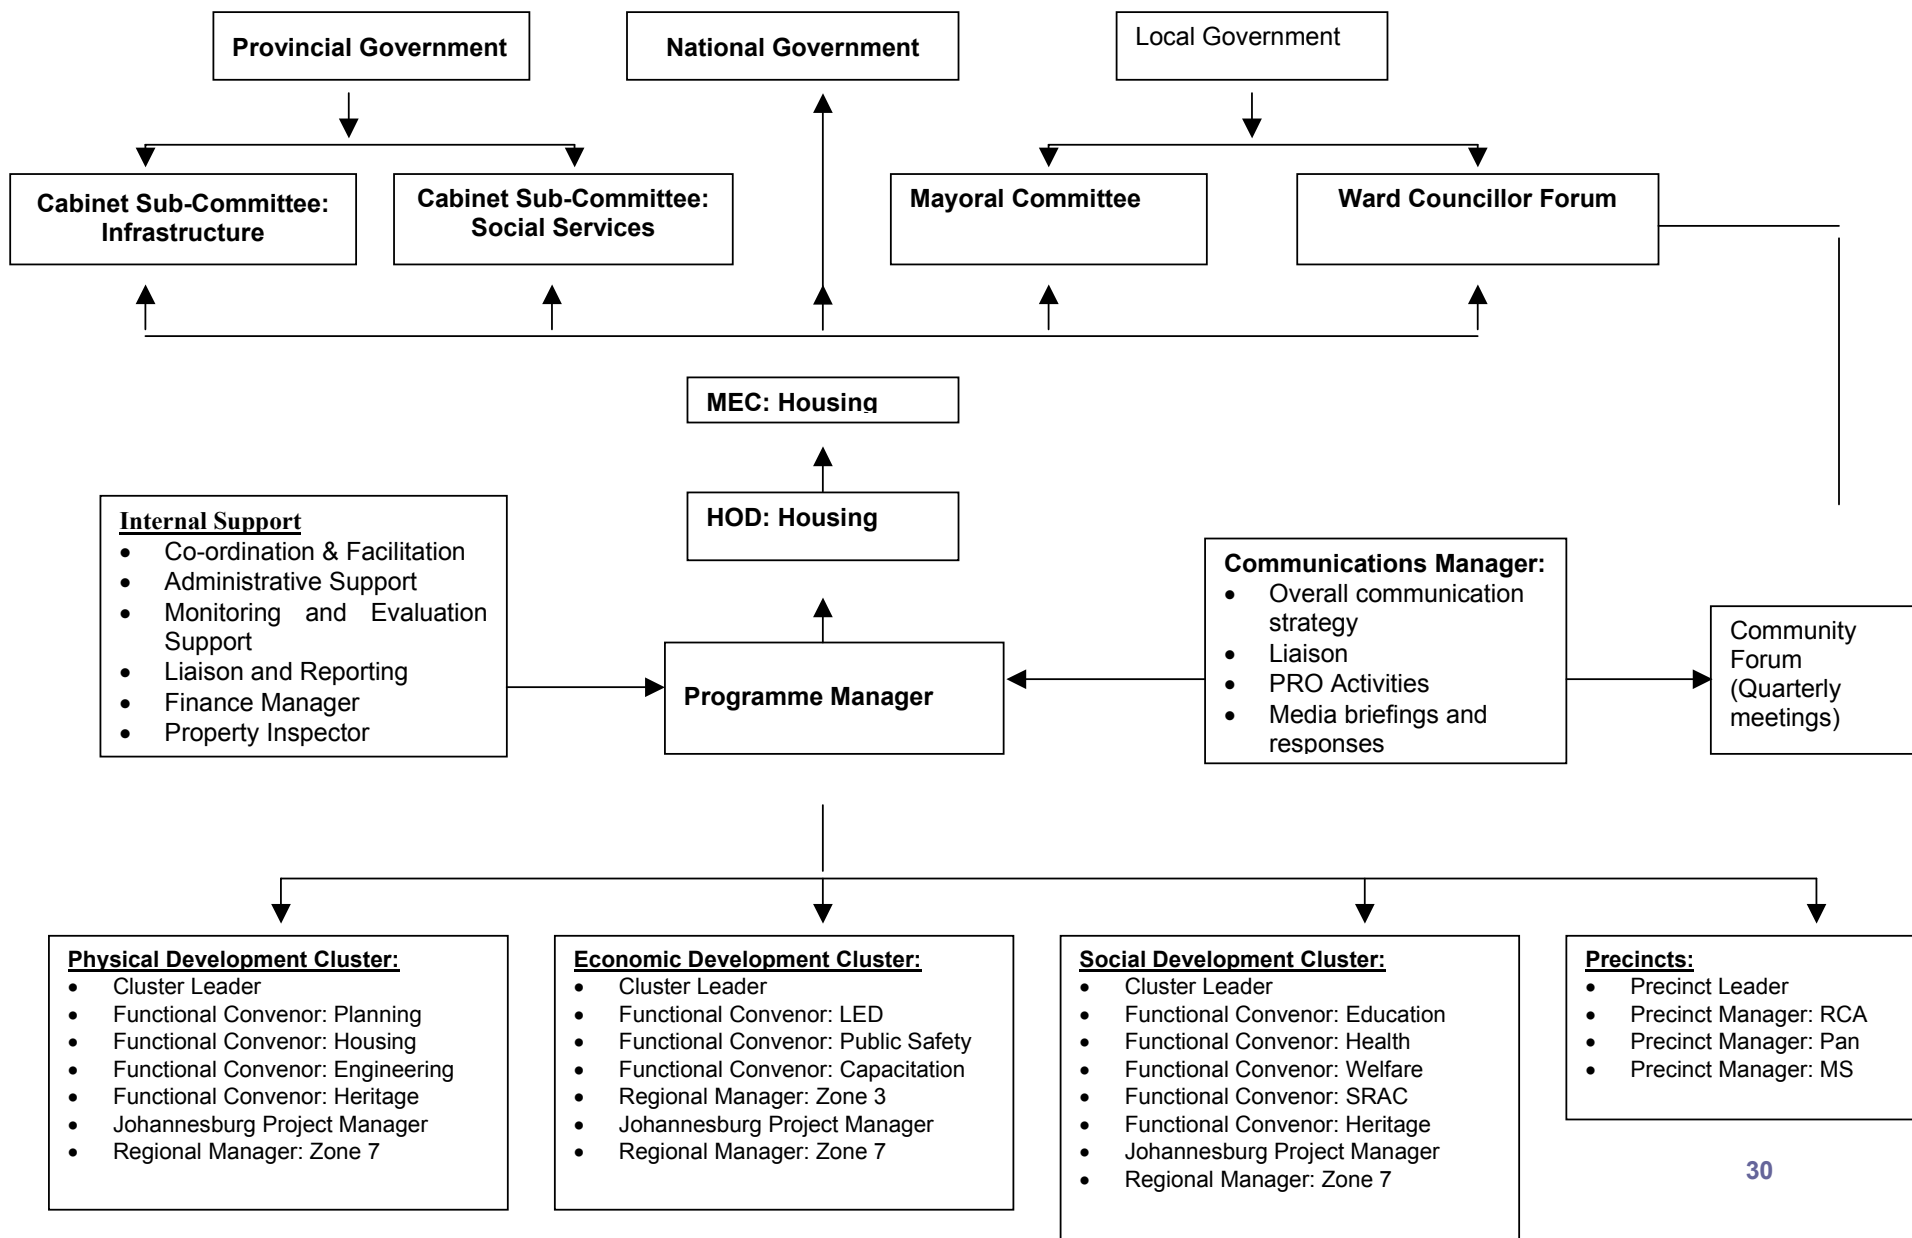 Provincial Government
National Government
Local Government
Cabinet Sub-Committee:
Infrastructure
Cabinet Sub-Committee:
Social Services
Mayoral Committee
Ward Councillor Forum
MEC: Housing
HOD: Housing
Internal Support
• Co-ordination & Facilitation
• Administrative Support
• Monitoring and Evaluation
Support
• Liaison and Reporting
• Finance Manager
• Property Inspector
Programme Manager
Communications Manager:
• Overall communication
strategy
• Liaison
• PRO Activities
• Media briefings and
responses
Community
Forum
(Quarterly
meetings)
Physical Development Cluster:
• Cluster Leader
• Functional Convenor: Planning
• Functional Convenor: Housing
• Functional Convenor: Engineering
• Functional Convenor: Heritage
• Johannesburg Project Manager
• Regional Manager: Zone 7
Economic Development Cluster:
• Cluster Leader
• Functional Convenor: LED
• Functional Convenor: Public Safety
• Functional Convenor: Capacitation
• Regional Manager: Zone 3
• Johannesburg Project Manager
• Regional Manager: Zone 7
Social Development Cluster:
• Cluster Leader
• Functional Convenor: Education
• Functional Convenor: Health
• Functional Convenor: Welfare
• Functional Convenor: SRAC
• Functional Convenor: Heritage
• Johannesburg Project Manager
• Regional Manager: Zone 7
Precincts:
• Precinct Leader
• Precinct Manager: RCA
• Precinct Manager: Pan
• Precinct Manager: MS
30